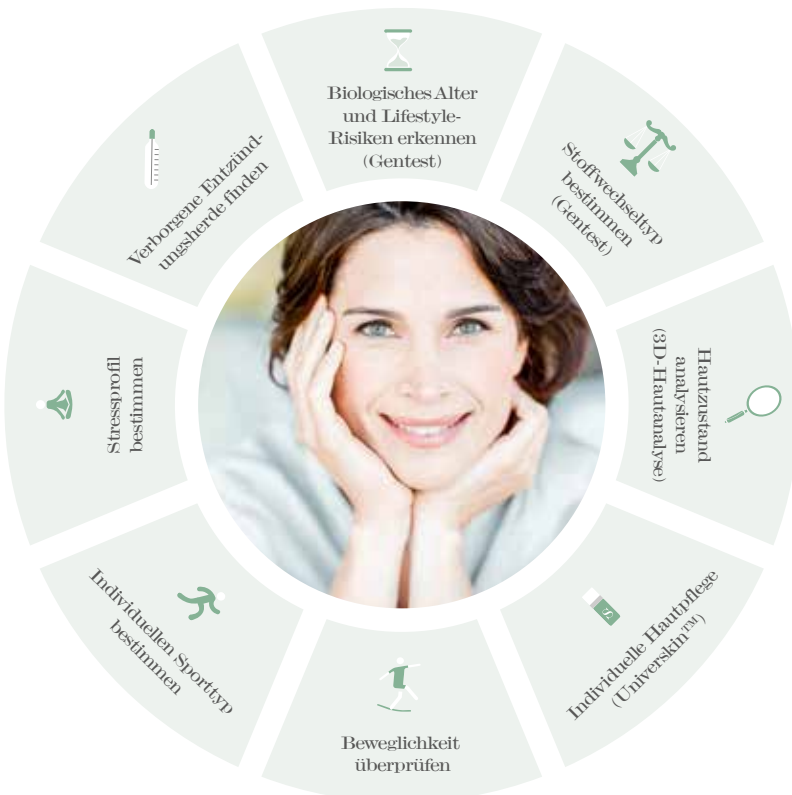 Biologisches Alter
und Lifestyle-
Risiken erkennen
(Gentest)
Stoffwechseltyp
bestimmen
(Gentest)
Hautzustand
analysieren
(3D-Hautanalyse)
Individuelle Hautpflege
(Universkin™)
Beweglichkeit
überprüfen
Individuellen Sporttyp
bestimmen
Stressprofil
bestimmen
Verborgene Entzünd-
ungsherde finden